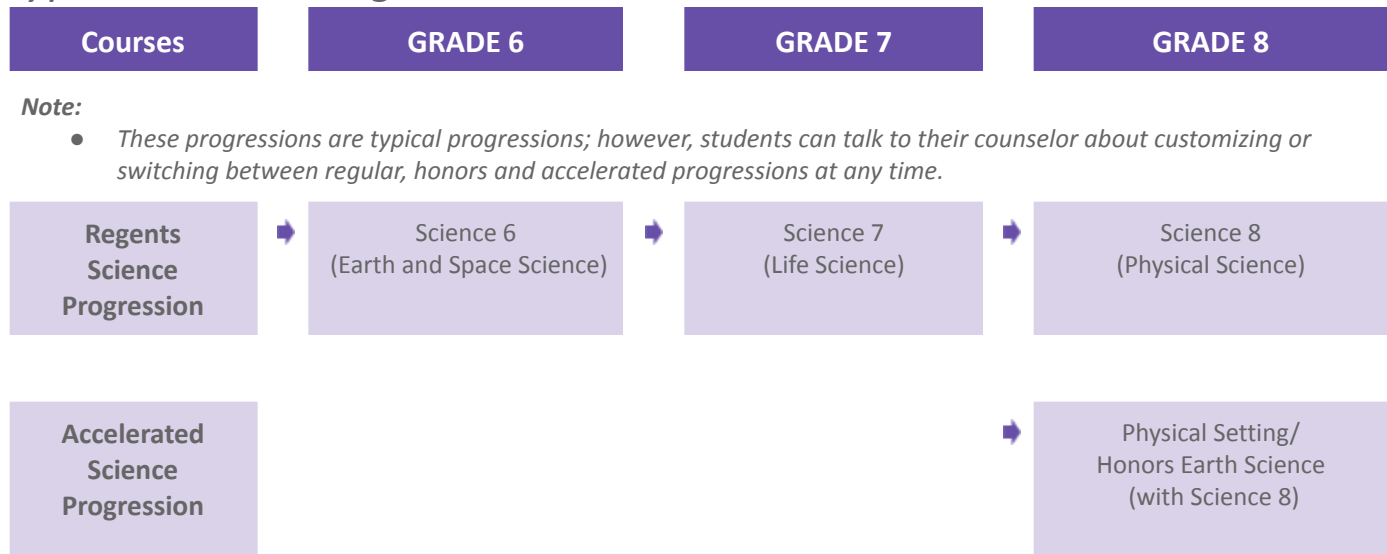 Courses
GRADE 6
GRADE 7
GRADE 8
Note:
● These progressions are typical progressions; however, students can talk to their counselor about customizing or
switching between regular, honors and accelerated progressions at any time.
Regents
Science
Progression
Science 6
(Earth and Space Science)
Science 7
(Life Science)
Science 8
(Physical Science)
Accelerated
Science
Progression
Physical Setting/
Honors Earth Science
(with Science 8)